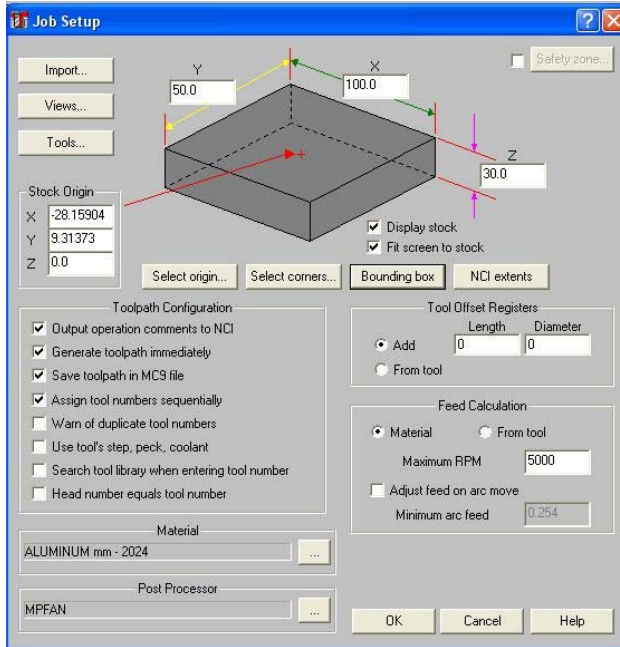 Job Setup
Import...
Views...
Tools...
Y
50.0
X
100.0
Safety zone...
Z
30.0
Stock Origin
X -28.15904
Y 9.31373
Z 0.0
Display stock
Fit screen to stock
Select origin... Select corners... Bounding box NCI extents
Toolpath Configuration
Output operation comments to NCI
Generate toolpath immediately
Save toolpath in MC9 file
Assign tool numbers sequentially
Warn of duplicate tool numbers
Use tool's step, peck, coolant
Search tool library when entering tool number
Head number equals tool number
Tool Offset Registers
Length Diameter
Add 0 0
From tool
Feed Calculation
Material From tool
Maximum RPM 5000
Adjust feed on arc move
Minimum arc feed 0.254
Material
ALUMINUM mm - 2024 ...
Post Processor
MPFAN ...
OK Cancel Help